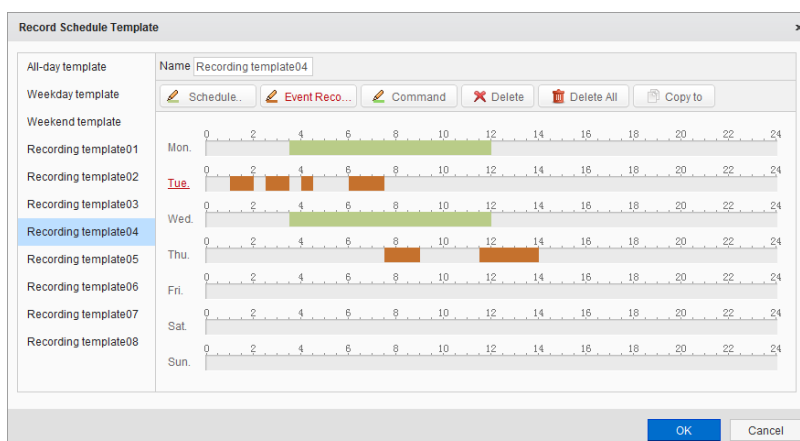 Record Schedule Template ×
All-day template
Weekday template
Weekend template
Recording template01
Recording template02
Recording template03
Recording template04
Recording template05
Recording template06
Recording template07
Recording template08
Name Recording template04
Schedule.. Event Reco... Command Delete Delete All Copy to
0 2 4 6 8 10 12 14 16 18 20 22 24
Mon.
0 2 4 6 8 10 12 14 16 18 20 22 24
Tue.
0 2 4 6 8 10 12 14 16 18 20 22 24
Wed.
0 2 4 6 8 10 12 14 16 18 20 22 24
Thu.
0 2 4 6 8 10 12 14 16 18 20 22 24
Fri.
0 2 4 6 8 10 12 14 16 18 20 22 24
Sat.
0 2 4 6 8 10 12 14 16 18 20 22 24
Sun.
OK Cancel